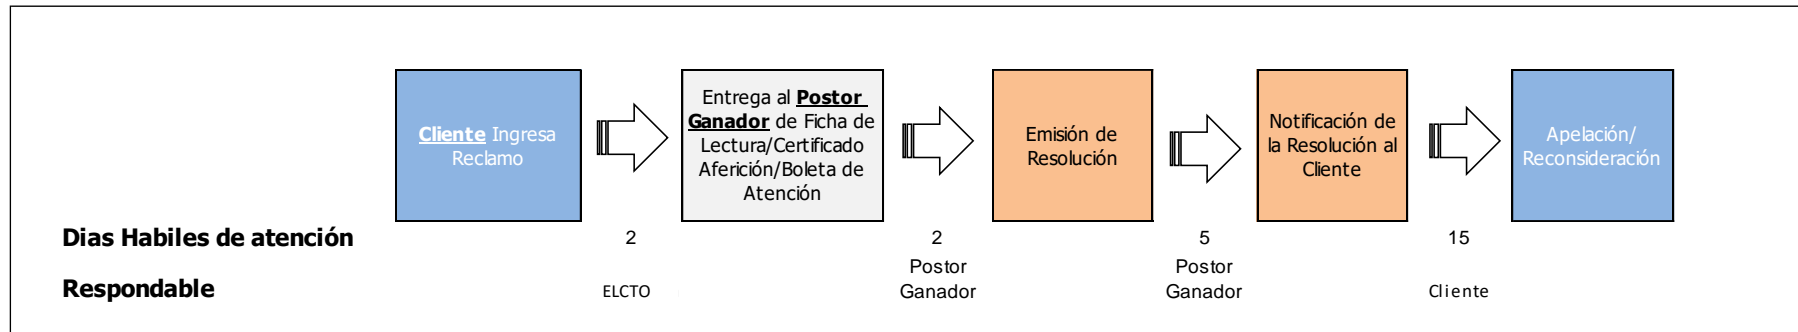 Cliente Ingresa
Reclamo
Entrega al Postor
Ganador de Ficha de
Lectura/Certificado
Aferición/Boleta de
Atención
Emisión de
Resolución
Notificación de
la Resolución al
Cliente
Apelación/
Reconsideración
Dias Habiles de atención
2
2
5
15
Respondable
ELCTO
Postor
Ganador
Postor
Ganador
Cliente